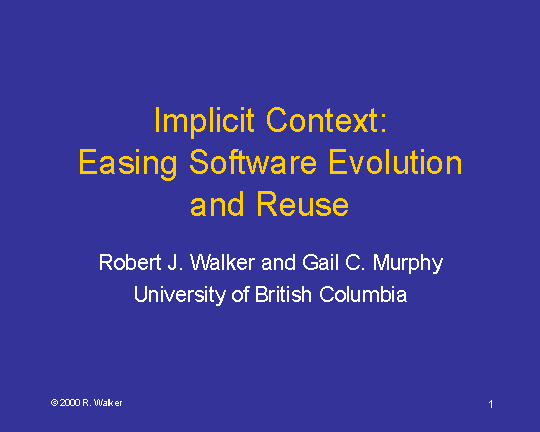 Implicit Context:
Easing Software Evolution
and Reuse
Robert J. Walker and Gail C. Murphy
University of British Columbia
© 2000 R. Walker
1